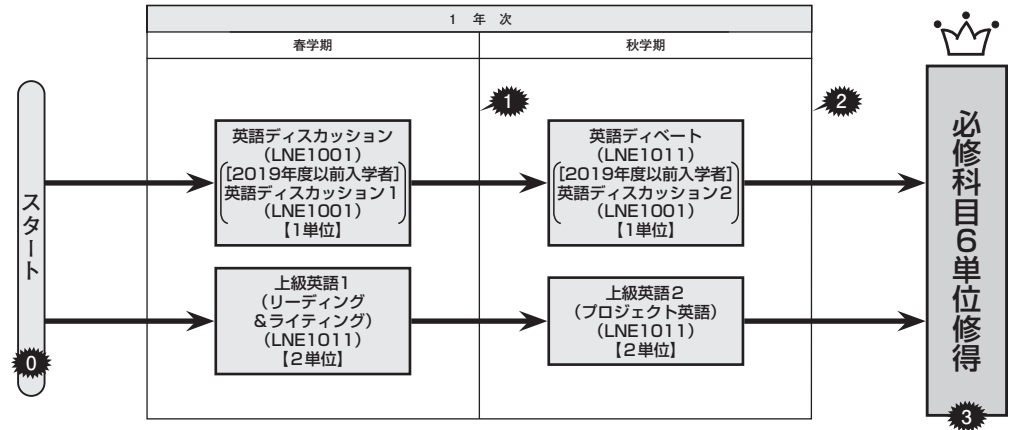 1 年 次
春学期
秋学期
スタート
0
1
2
英語ディスカッション
(LNE1001)
[2019年度以前入学者]
英語ディスカッション1
(LNE1001)
【1単位】
英語ディベート
(LNE1011)
[2019年度以前入学者]
英語ディスカッション2
(LNE1001)
【1単位】
上級英語1
(リーディング
&ライティング)
(LNE1011)
【2単位】
上級英語2
(プロジェクト英語)
(LNE1011)
【2単位】
必修科目6単位修得
3